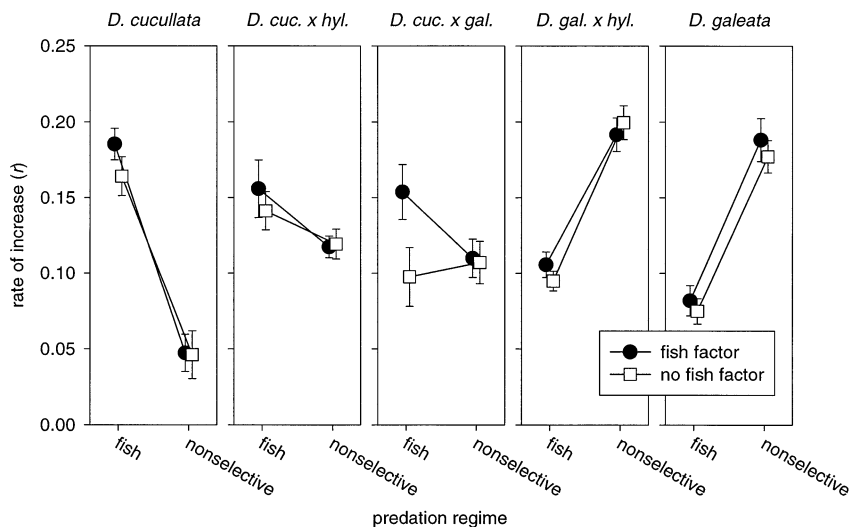 D. cucullata D. cuc. x hyl. D. cuc. x gal. D. gal. x hyl. D. galeata
0.25
0.20
0.15
0.10
0.05
0.00
rate of increase (r)
fish factor
no fish factor
fish nonselective fish nonselective fish nonselective fish nonselective fish nonselective
predation regime